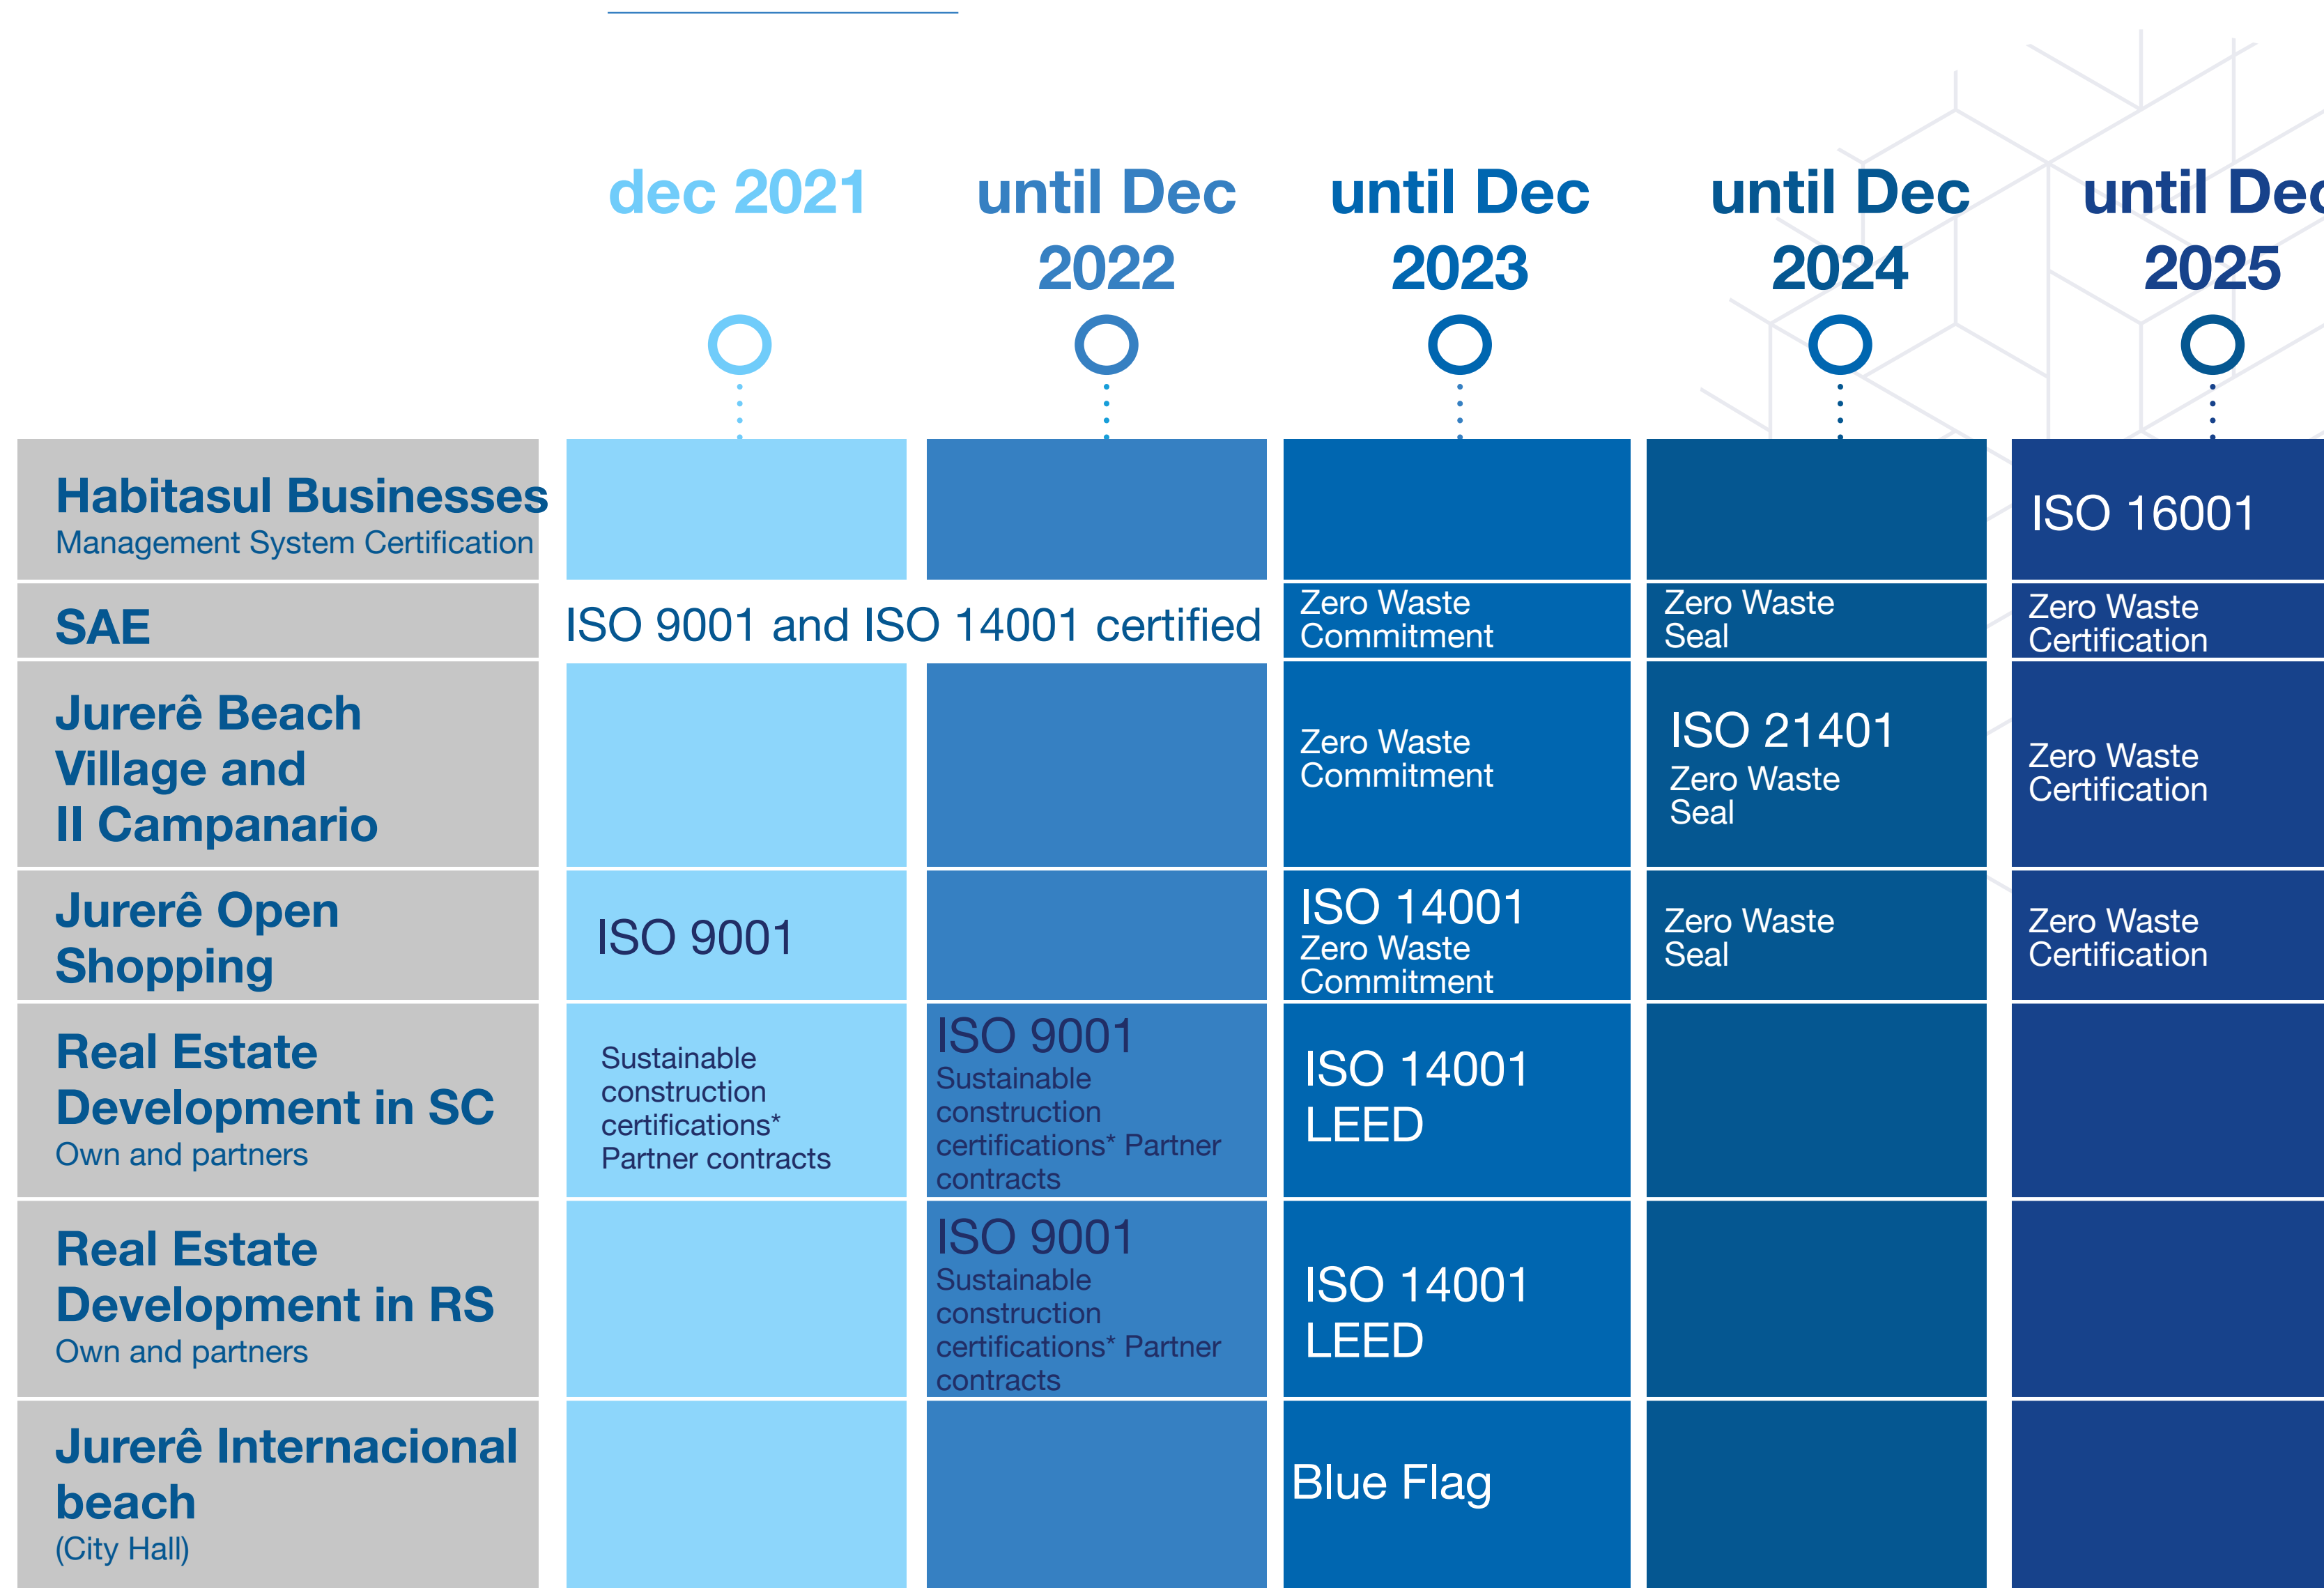 dec 2021
until Dec
2022
until Dec
2023
until Dec
2024
until Dec
2025
Habitasul Businesses
Management System Certification
ISO 16001
SAE
ISO 9001 and ISO 14001 certified
Zero Waste
Commitment
Zero Waste
Seal
Zero Waste
Certification
Jurerê Beach
Village and
Il Campanario
Zero Waste
Commitment
ISO 21401
Zero Waste
Seal
Zero Waste
Certification
Jurerê Open
Shopping
ISO 9001
ISO 14001
Zero Waste
Commitment
Zero Waste
Seal
Zero Waste
Certification
Real Estate
Development in SC
Own and partners
Sustainable
construction
certifications*
Partner contracts
ISO 9001
Sustainable
construction
certifications* Partner
contracts
ISO 14001
LEED
Real Estate
Development in RS
Own and partners
ISO 9001
Sustainable
construction
certifications* Partner
contracts
ISO 14001
LEED
Jurerê Internacional
beach
(City Hall)
Blue Flag